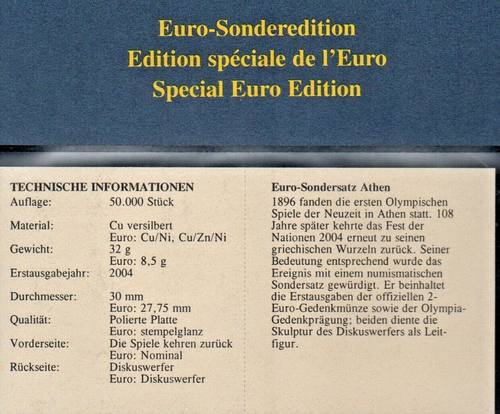 Euro-Sonderedition
Edition spéciale de l'Euro
Special Euro Edition
TECHNISCHE INFORMATIONEN
Auflage: 50.000 Stück
Material: Cu versilbert
Euro: Cu/Ni, Cu/Zn/Ni
Gewicht: 32 g
Euro: 8,5 g
Erstausgabejahr: 2004
Durchmesser: 30 mm
Euro: 27,75 mm
Qualität: Polierte Platte
Euro: stempelglanz
Vorderseite: Die Spiele kehren zurück
Euro: Nominal
Rückseite: Diskuswerfer
Euro: Diskuswerfer
Euro-Sondersatz Athen
1896 fanden die ersten Olympischen
Spiele der Neuzeit in Athen statt. 108
Jahre später kehrte das Fest der
Nationen 2004 erneut zu seinen
griechischen Wurzeln zurück. Seiner
Bedeutung entsprechend wurde das
Ereignis mit einem numismatischen
Sondersatz gewürdigt. Er beinhaltet
die Erstausgaben der offiziellen 2-
Euro-Gedenkmünze sowie der Olympia-
Gedenkprägung; beiden diente die
Skulptur des Diskuswerfers als Leit-
figur.